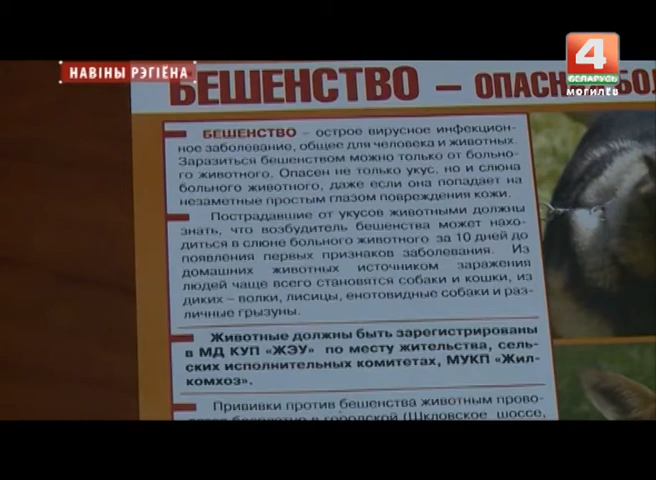 НАВІНЫ РЭГІЁНА
4
БЕЛАРУСЬ
МОГИЛЁВ
БЕШЕНСТВО –
БЕШЕНСТВО – острое вирусное инфекцион-
ное заболевание, общее для человека и животных.
Заразиться бешенством можно только от больно-
го животного. Опасен не только укус, но и слюна
больного животного, даже если она попадает на
незаметные простым глазом повреждения кожи.
Пострадавшие от укусов животными должны
знать, что возбудитель бешенства может нахо-
диться в слюне больного животного за 10 дней до
появления первых признаков заболевания. Из
домашних животных источником заражения
людей чаще всего становятся собаки и кошки, из
диких – волки, лисицы, енотовидные собаки и раз-
личные грызуны.
Животные должны быть зарегистрированы
в МД КУП «ЖЭУ» по месту жительства, сель-
ских исполнительных комитетах, МУКП «Жил-
комхоз».
Прививки против бешенства животным прово-
бесплатно в городской (Шкловское шоссе,